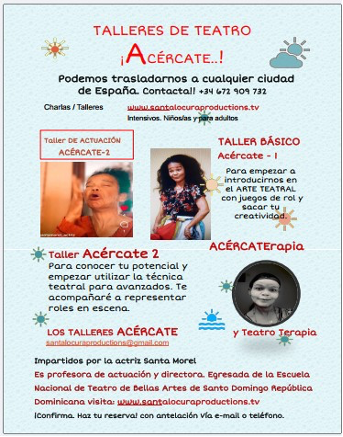 TALLERES DE TEATRO
¡ACÉRCATE..!
Podemos trasladarnos a cualquier ciudad
de España. Contacta!! +34 672 909 732
Charlas / Talleres www.santalocuraproductions.tv
Intensivos. Niños/as y para adultos
Taller DE ACTUACIÓN
ACÉRCATE-2
TALLER BÁSICO
Acércate - 1
Para empezar a
introducirnos en
el ARTE TEATRAL
con juegos de rol y
sacar tu
creatividad.
ACÉRCATErapia
Taller Acércate 2
Para conocer tu potencial y
empezar utilizar la técnica
teatral para avanzados. Te
acompañaré a representar
roles en escena.
y Teatro Terapia
LOS TALLERES ACÉRCATE
santalocuraproductions@gmail.com
Impartidos por la actriz Santa Morel
Es profesora de actuación y directora. Egresada de la Escuela
Nacional de Teatro de Bellas Artes de Santo Domingo República
Dominicana visita: www.santalocuraproductions.tv
¡Confirma. Haz tu reserva! con antelación vía e-mail o teléfono.